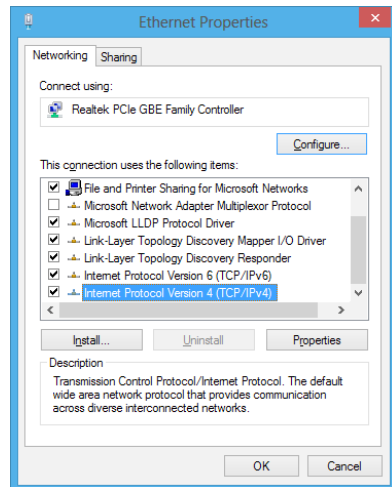 Ethernet Properties
Networking
Sharing
Connect using:
Realtek PCIe GBE Family Controller
Configure...
This connection uses the following items:
File and Printer Sharing for Microsoft Networks
Microsoft Network Adapter Multiplexor Protocol
Microsoft LLDP Protocol Driver
Link-Layer Topology Discovery Mapper I/O Driver
Link-Layer Topology Discovery Responder
Internet Protocol Version 6 (TCP/IPv6)
Internet Protocol Version 4 (TCP/IPv4)
Install...
Uninstall
Properties
Description
Transmission Control Protocol/Internet Protocol. The default
wide area network protocol that provides communication
across diverse interconnected networks.
OK
Cancel